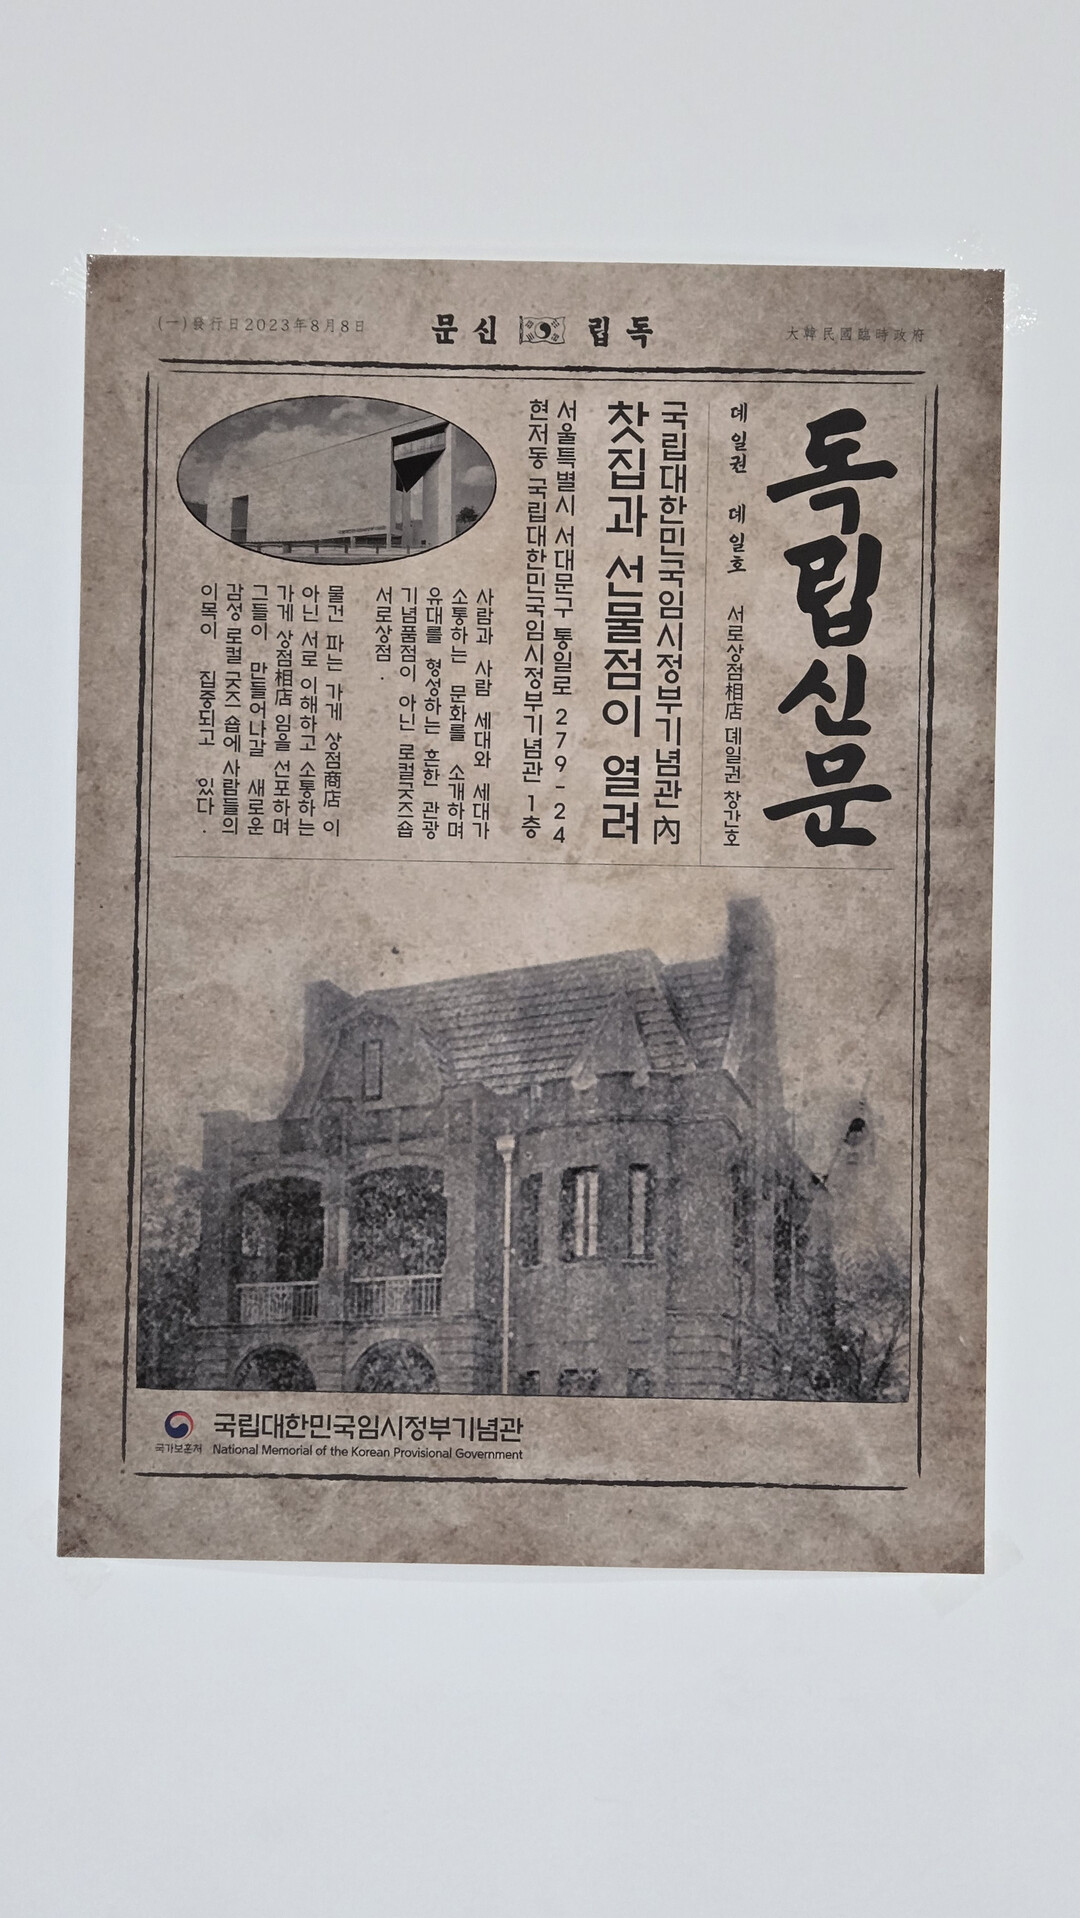 (一) 發行日2023年8月8日
문신 립독
大韓民國臨時政府
독립신문
뎨일권 뎨일호 서로상점相店 뎨일권 창간호
국립대한민국임시정부기념관 內
찻집과 선물점이 열려
서울특별시 서대문구 통일로 279-24
현저동 국립대한민국임시정부기념관 1층
사람과 사람 세대와 세대가
소통하는 문화를 소개하며
유대를 형성하는 흔한 관광
기념품점이 아닌 로컬굿즈숍
서로상점.
물건 파는 가게 상점商店 이
아닌 서로 이해하고 소통하는
가게 상점相店 임을 선포하며
그들이 만들어나갈 새로운
감성 로컬 굿즈 숍에 사람들의
이목이 집중되고 있다.
국가보훈처
국립대한민국임시정부기념관
National Memorial of the Korean Provisional Government